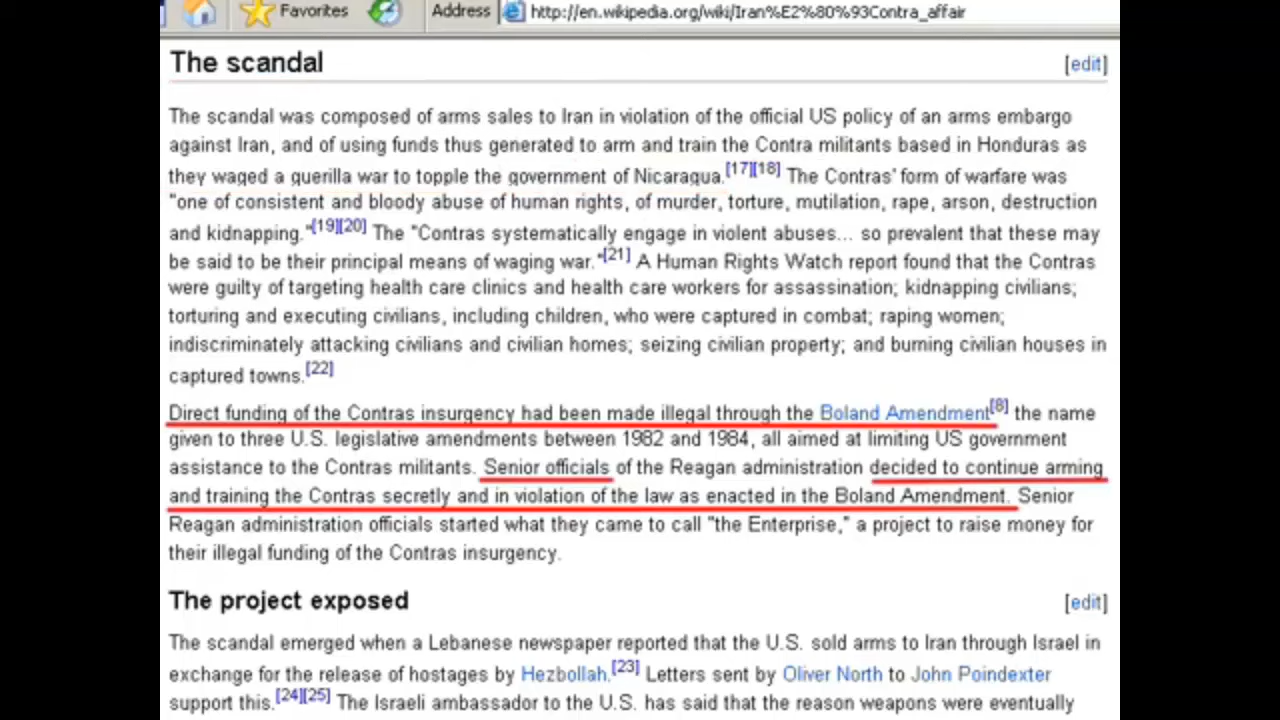 Favorites Address http://en.wikipedia.org/wiki/Iran%E2%80%93Contra_affair
The scandal [edit]
The scandal was composed of arms sales to Iran in violation of the official US policy of an arms embargo
against Iran, and of using funds thus generated to arm and train the Contra militants based in Honduras as
they waged a guerilla war to topple the government of Nicaragua.[17][18] The Contras' form of warfare was
"one of consistent and bloody abuse of human rights, of murder, torture, mutilation, rape, arson, destruction
and kidnapping."[19][20] The "Contras systematically engage in violent abuses... so prevalent that these may
be said to be their principal means of waging war."[21] A Human Rights Watch report found that the Contras
were guilty of targeting health care clinics and health care workers for assassination; kidnapping civilians;
torturing and executing civilians, including children, who were captured in combat; raping women;
indiscriminately attacking civilians and civilian homes; seizing civilian property; and burning civilian houses in
captured towns.[22]
Direct funding of the Contras insurgency had been made illegal through the Boland Amendment[8] the name
given to three U.S. legislative amendments between 1982 and 1984, all aimed at limiting US government
assistance to the Contras militants. Senior officials of the Reagan administration decided to continue arming
and training the Contras secretly and in violation of the law as enacted in the Boland Amendment. Senior
Reagan administration officials started what they came to call "the Enterprise," a project to raise money for
their illegal funding of the Contras insurgency.
The project exposed [edit]
The scandal emerged when a Lebanese newspaper reported that the U.S. sold arms to Iran through Israel in
exchange for the release of hostages by Hezbollah.[23] Letters sent by Oliver North to John Poindexter
support this.[24][25] The Israeli ambassador to the U.S. has said that the reason weapons were eventually